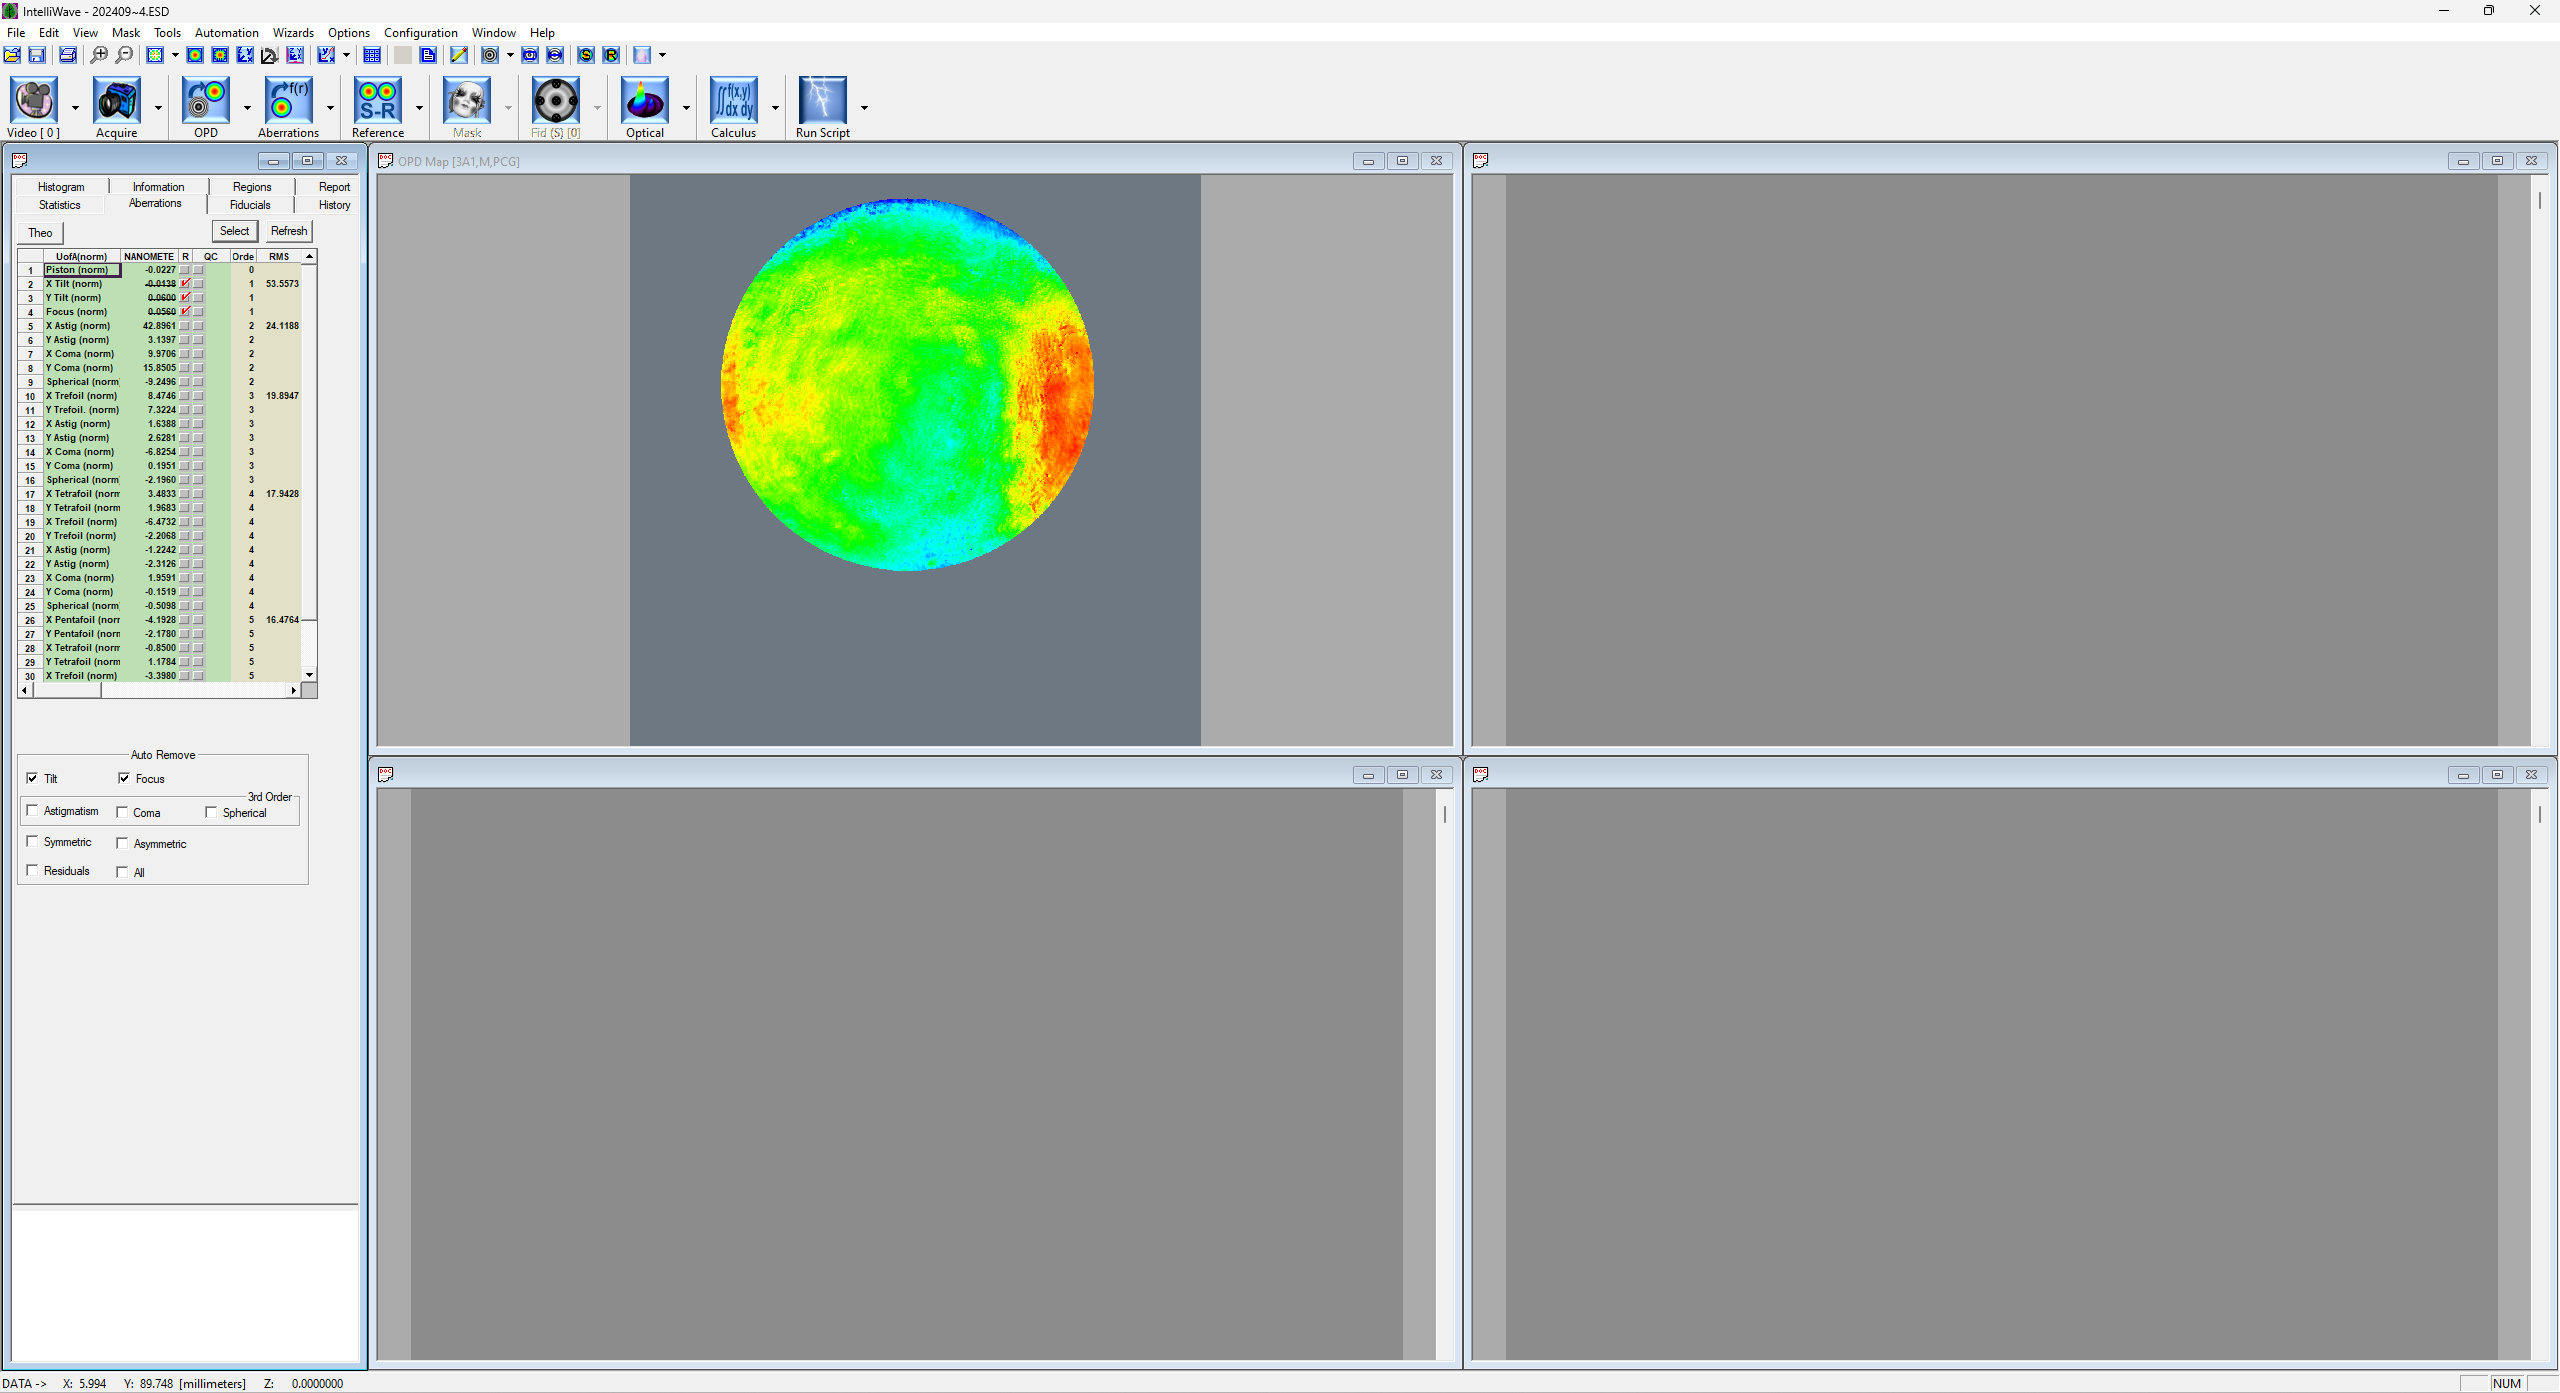 IntelliWave - 202409~4.ESD
File Edit View Mask Tools Automation Wizards Options Configuration Window Help
Video [ 0 ] Acquire OPD Aberrations Reference Mask Fid (S) [0] Optical Calculus Run Script
OPD Map [3A1,M,PCG]
Histogram Information Regions Report
Statistics Aberrations Fiducials History
Theo Select Refresh
UofA(norm) NANOMETE R QC Orde RMS
1 Piston (norm) -0.0227 0
2 X Tilt (norm) -0.0138 1 53.5573
3 Y Tilt (norm) 0.0600 1
4 Focus (norm) 0.0560 1
5 X Astig (norm) 42.8961 2 24.1188
6 Y Astig (norm) 3.1397 2
7 X Coma (norm) 9.9706 2
8 Y Coma (norm) 15.8505 2
9 Spherical (norm -9.2496 2
10 X Trefoil (norm) 8.4746 3 19.8947
11 Y Trefoil. (norm) 7.3224 3
12 X Astig (norm) 1.6388 3
13 Y Astig (norm) 2.6281 3
14 X Coma (norm) -6.8254 3
15 Y Coma (norm) 0.1951 3
16 Spherical (norm -2.1960 3
17 X Tetrafoil (norm 3.4833 4 17.9428
18 Y Tetrafoil (norm 1.9683 4
19 X Trefoil (norm) -6.4732 4
20 Y Trefoil (norm) -2.2068 4
21 X Astig (norm) -1.2242 4
22 Y Astig (norm) -2.3126 4
23 X Coma (norm) 1.9591 4
24 Y Coma (norm) -0.1519 4
25 Spherical (norm -0.5098 4
26 X Pentafoil (norr -4.1928 5 16.4764
27 Y Pentafoil (norr -2.1780 5
28 X Tetrafoil (norm -0.8500 5
29 Y Tetrafoil (norm 1.1784 5
30 X Trefoil (norm) -3.3980 5
Auto Remove
Tilt Focus
3rd Order
Astigmatism Coma Spherical
Symmetric Asymmetric
Residuals All
DATA -> X: 5.994 Y: 89.748 [millimeters] Z: 0.0000000 NUM